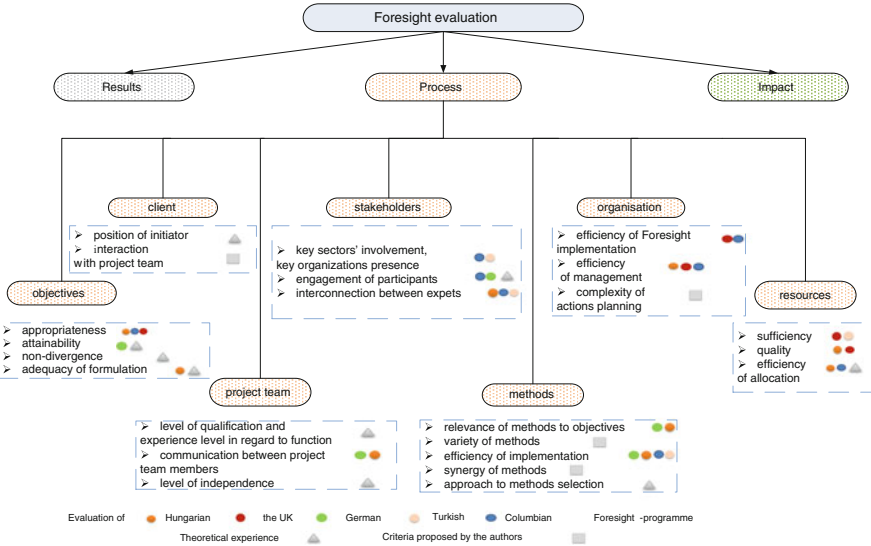 Foresight evaluation
Results
Process
Impact
client
stakeholders
organisation
position of initiator
interaction
with project team
key sectors' involvement,
key organizations presence
engagement of participants
interconnection between expets
efficiency of Foresight
implementation
efficiency
of management
complexity of
actions planning
objectives
resources
appropriateness
attainability
non-divergence
adequacy of formulation
sufficiency
quality
efficiency
of allocation
project team
methods
level of qualification and
experience level in regard to function
communication between project
team members
level of independence
relevance of methods to objectives
variety of methods
efficiency of implementation
synergy of methods
approach to methods selection
Evaluation of Hungarian the UK German Turkish Columbian Foresight -programme
Theoretical experience Criteria proposed by the authors